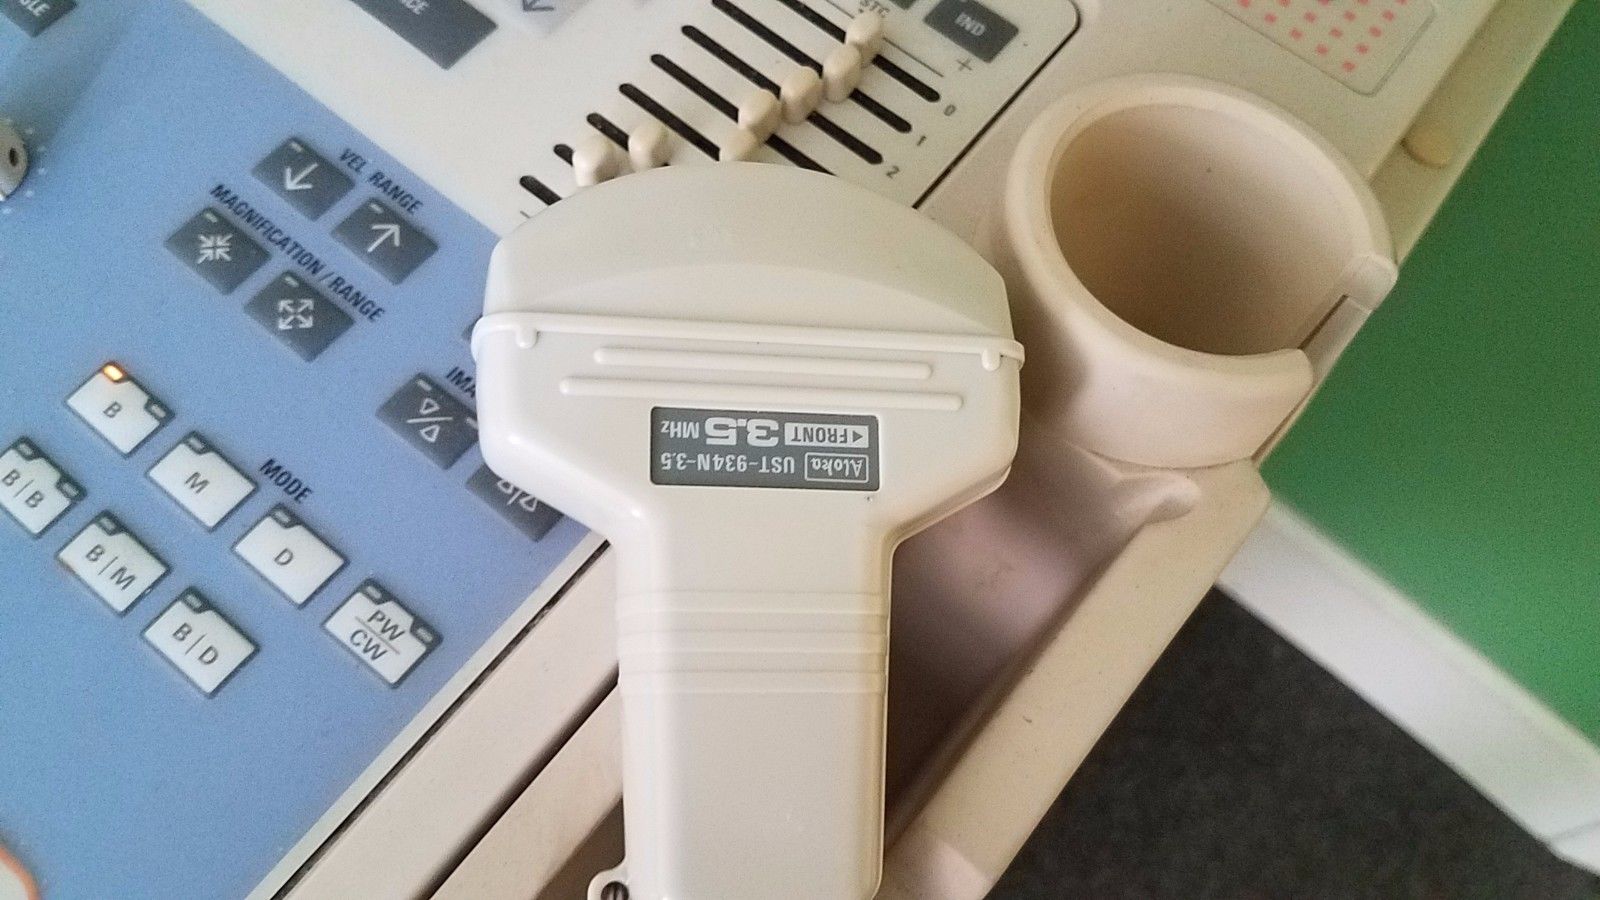 STC
IND
+
0
1
2
VEL RANGE
MAGNIFICATION/RANGE
B
M
MODE
D
PW
CW
B|B
B|M
B|D
Aloka UST-934N-3.5
◄FRONT 3.5 MHz